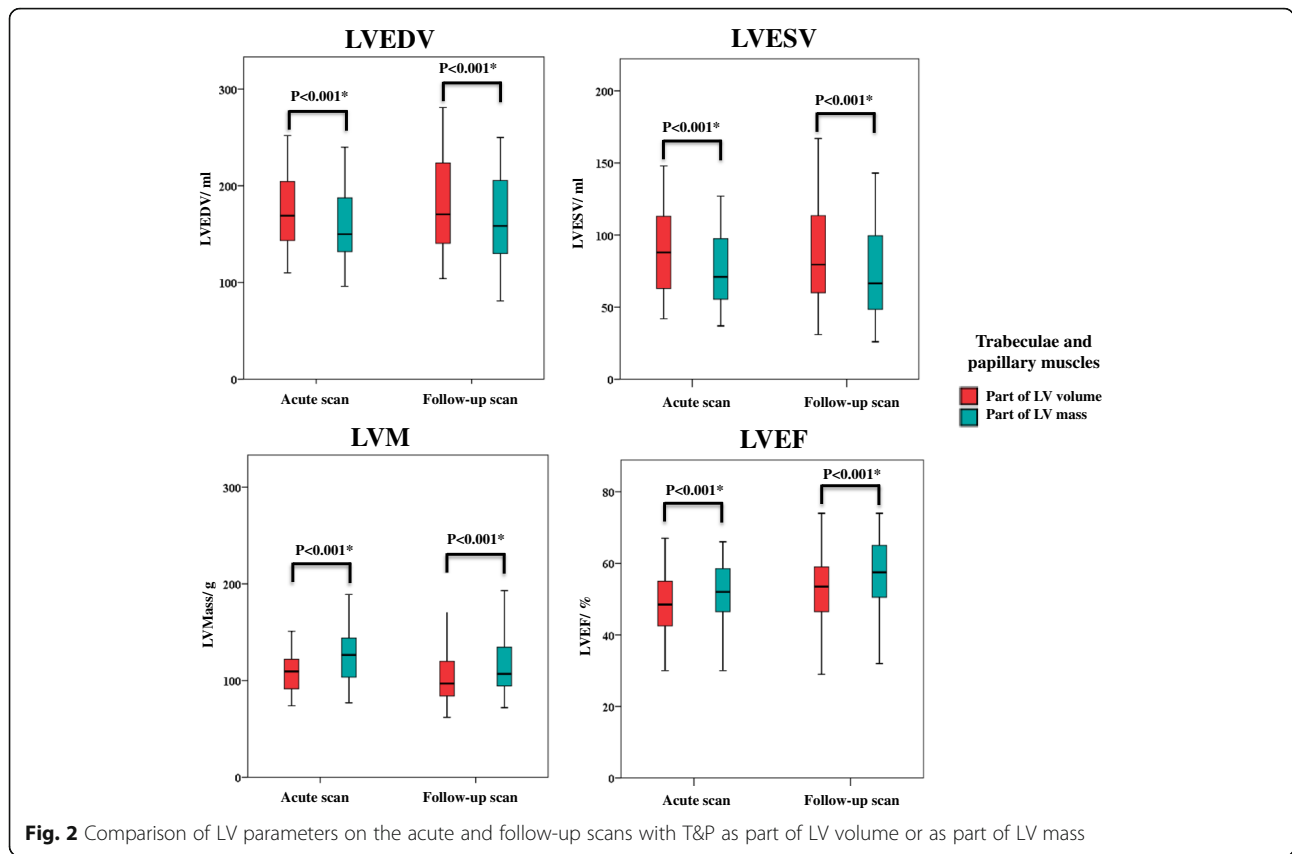 LVEDV
LVEDV/ ml
300
200
100
0
P<0.001*
P<0.001*
Acute scan
Follow-up scan
LVESV
LVESV/ ml
200
150
100
50
0
P<0.001*
P<0.001*
Acute scan
Follow-up scan
Trabeculae and
papillary muscles
Part of LV volume
Part of LV mass
LVM
LVMass/ g
300
200
100
0
P<0.001*
P<0.001*
Acute scan
Follow-up scan
LVEF
LVEF/ %
80
60
40
20
0
P<0.001*
P<0.001*
Acute scan
Follow-up scan
Fig. 2 Comparison of LV parameters on the acute and follow-up scans with T&P as part of LV volume or as part of LV mass